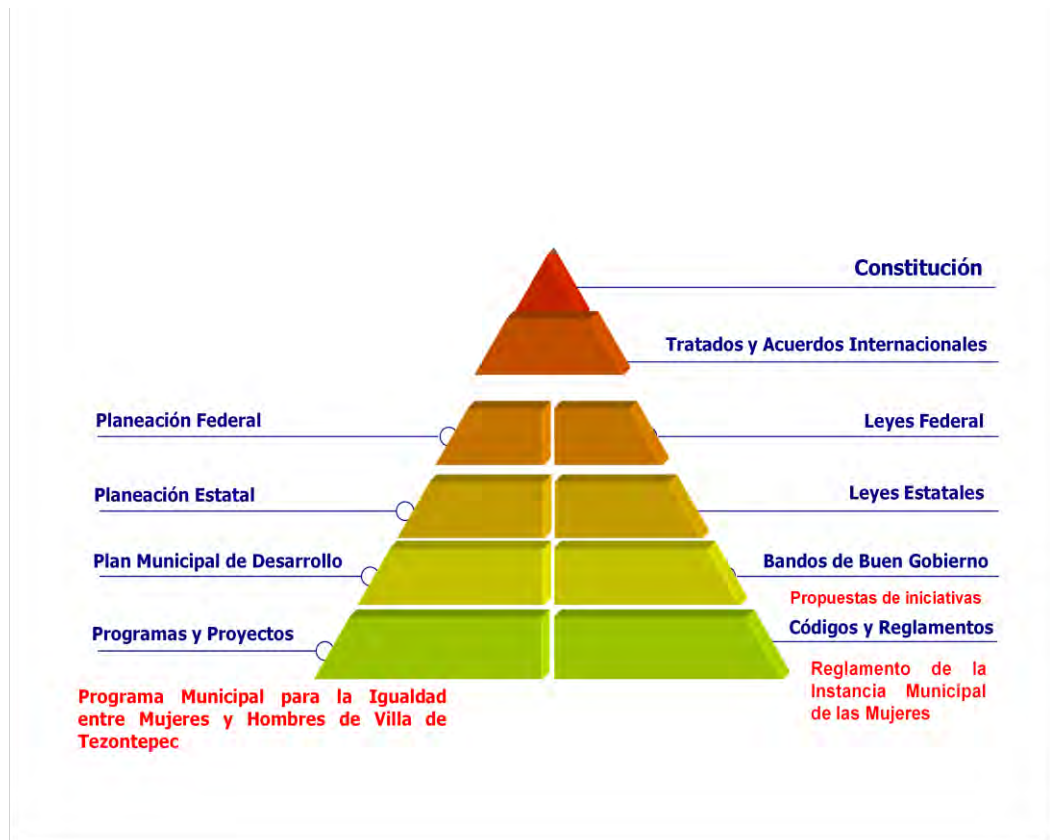 Constitución
Tratados y Acuerdos Internacionales
Planeación Federal
Leyes Federal
Planeación Estatal
Leyes Estatales
Plan Municipal de Desarrollo
Bandos de Buen Gobierno
Propuestas de iniciativas
Programas y Proyectos
Códigos y Reglamentos
Programa Municipal para la Igualdad
entre Mujeres y Hombres de Villa de
Tezontepec
Reglamento de la
Instancia Municipal
de las Mujeres